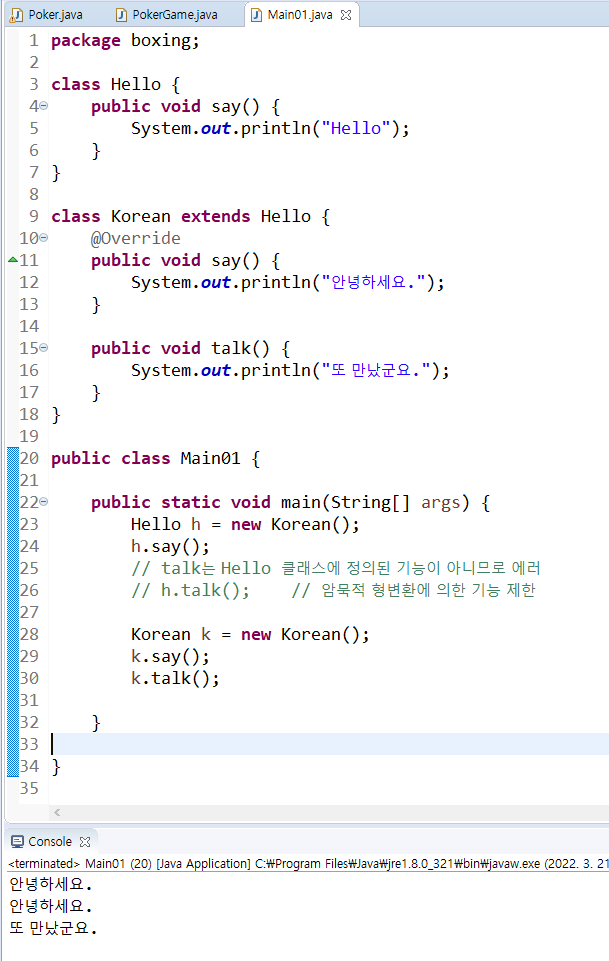 Poker.java PokerGame.java Main01.java
1 package boxing;
2
3 class Hello {
4 public void say() {
5 System.out.println("Hello");
6 }
7 }
8
9 class Korean extends Hello {
10 @Override
11 public void say() {
12 System.out.println("안녕하세요.");
13 }
14
15 public void talk() {
16 System.out.println("또 만났군요.");
17 }
18 }
19
20 public class Main01 {
21
22 public static void main(String[] args) {
23 Hello h = new Korean();
24 h.say();
25 // talk는 Hello 클래스에 정의된 기능이 아니므로 에러
26 // h.talk(); // 암묵적 형변환에 의한 기능 제한
27
28 Korean k = new Korean();
29 k.say();
30 k.talk();
31
32 }
33
34 }
35
Console
<terminated> Main01 (20) [Java Application] C:₩Program Files₩Java₩jre1.8.0_321₩bin₩javaw.exe (2022. 3. 21
안녕하세요.
안녕하세요.
또 만났군요.